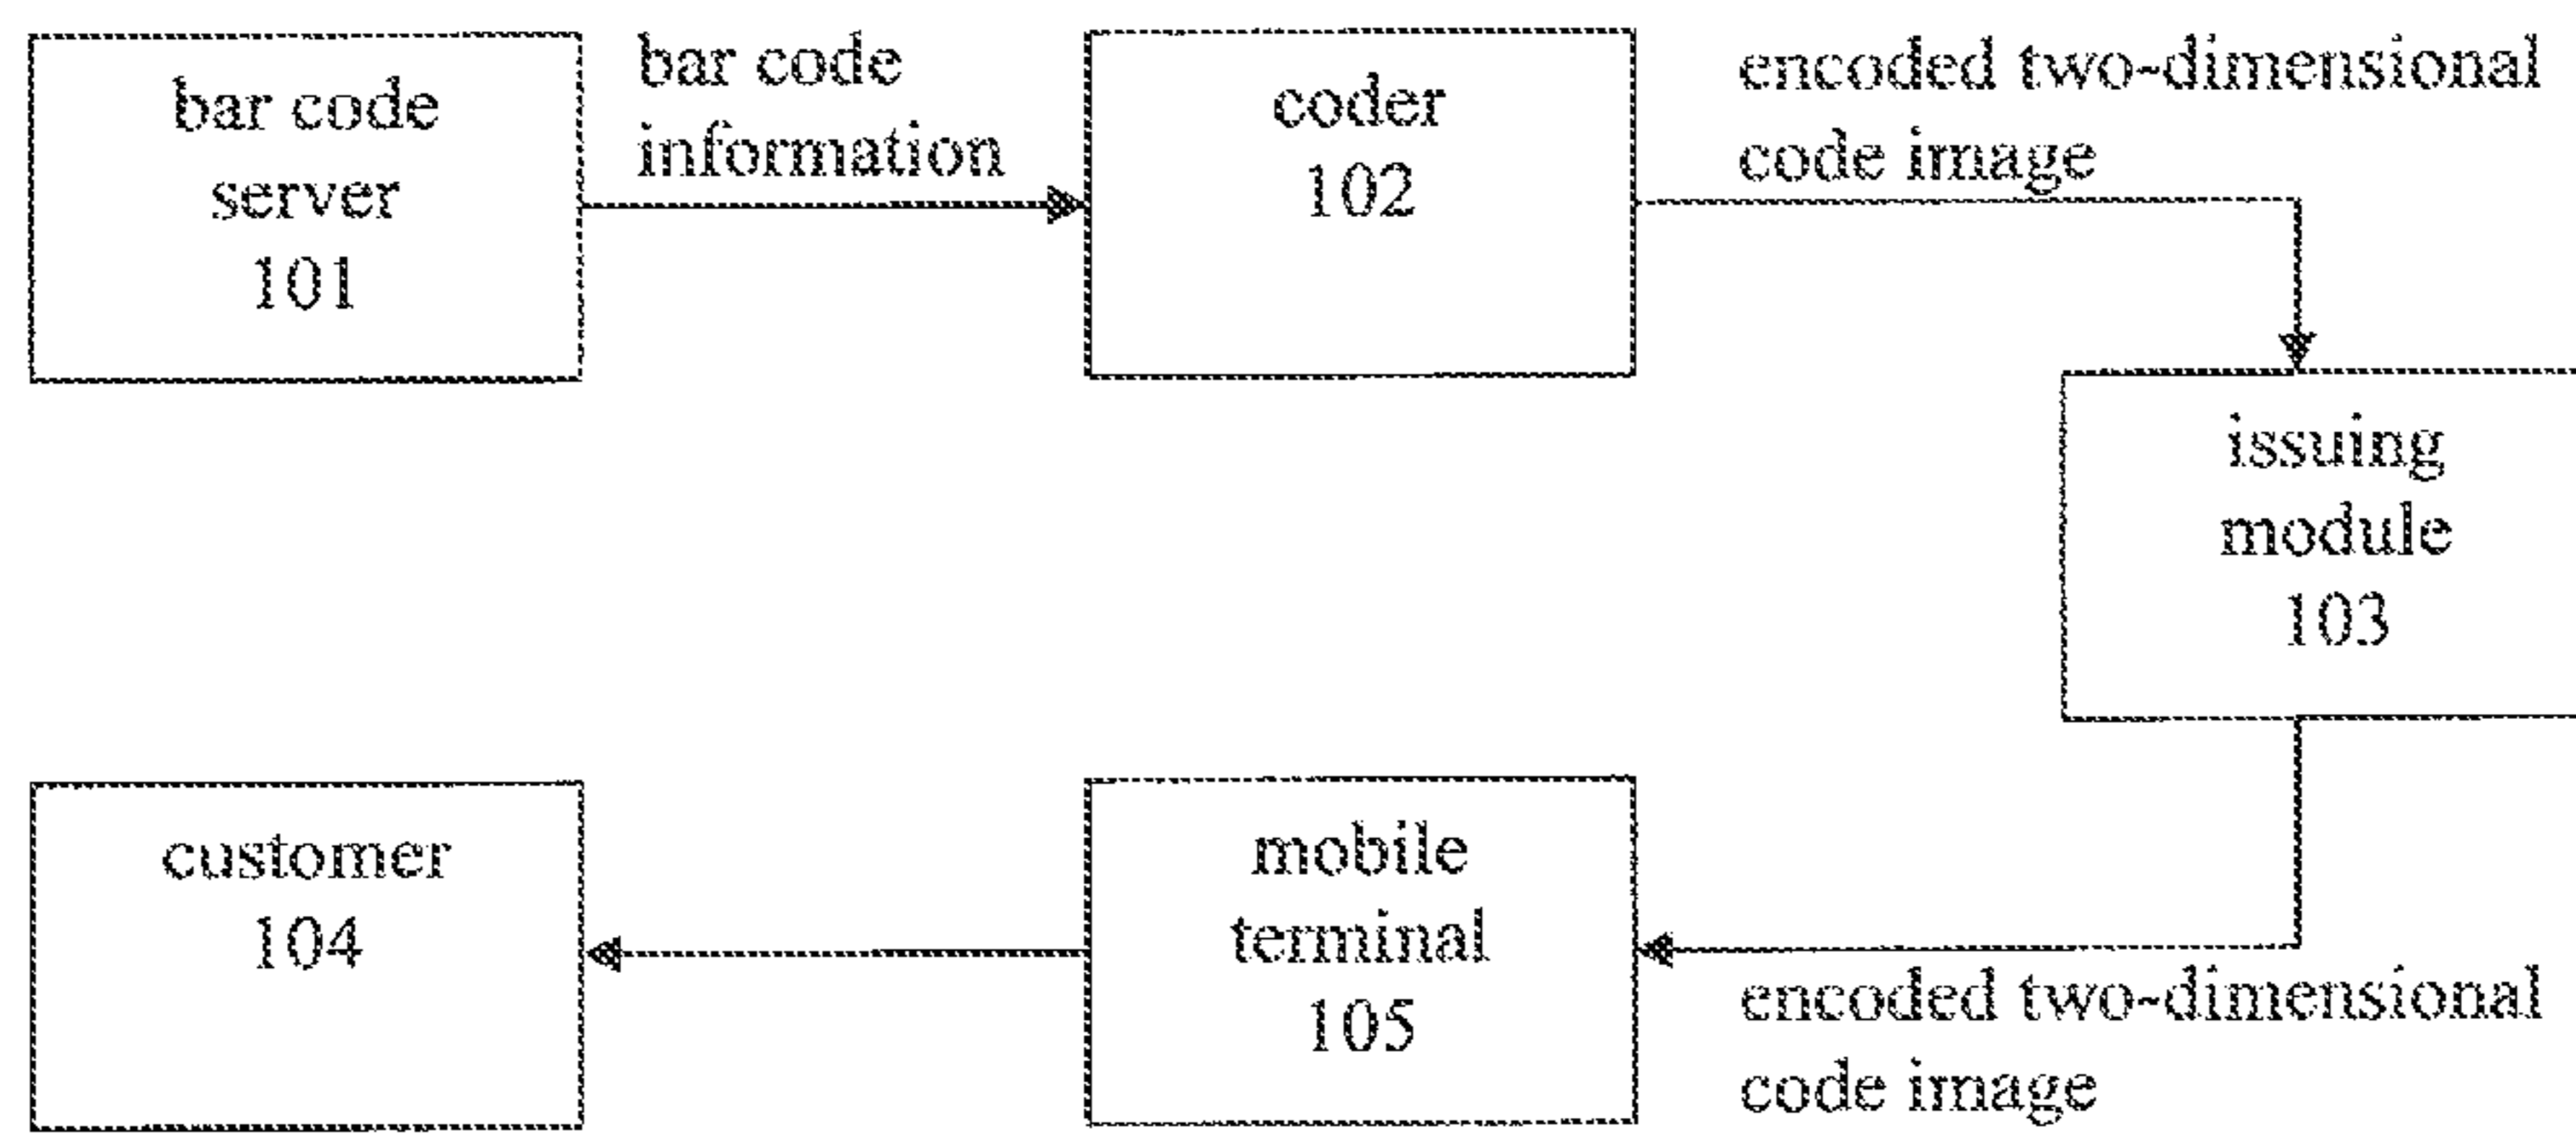 bar code
server
101
bar code
information
coder
102
encoded two-dimensional
code image
issuing
module
103
customer
104
mobile
terminal
105
encoded two-dimensional
code image